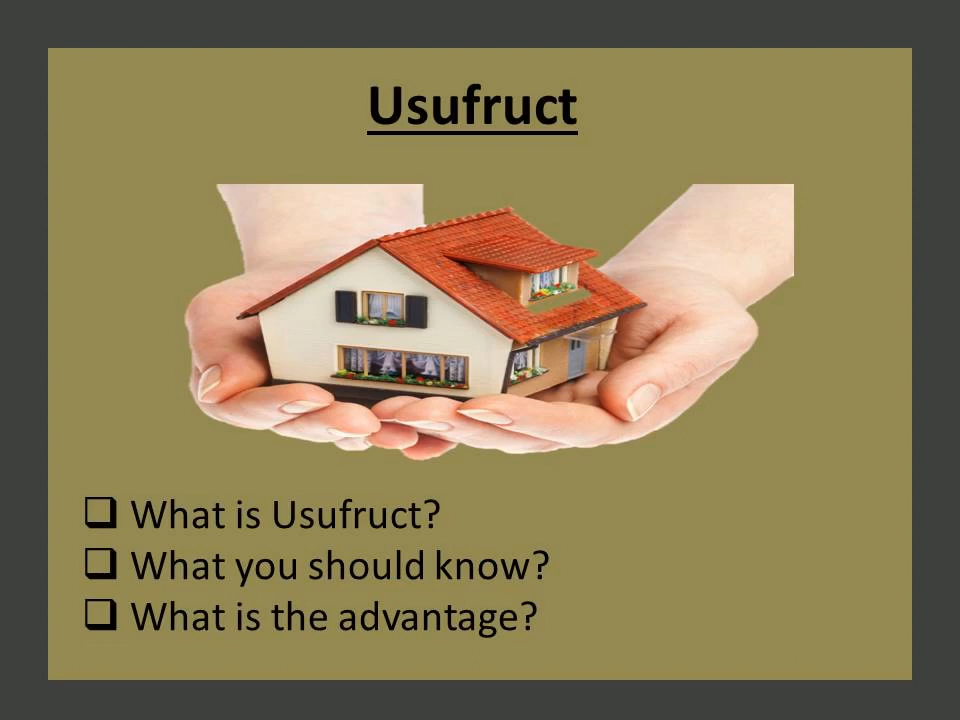 Usufruct
What is Usufruct?
What you should know?
What is the advantage?